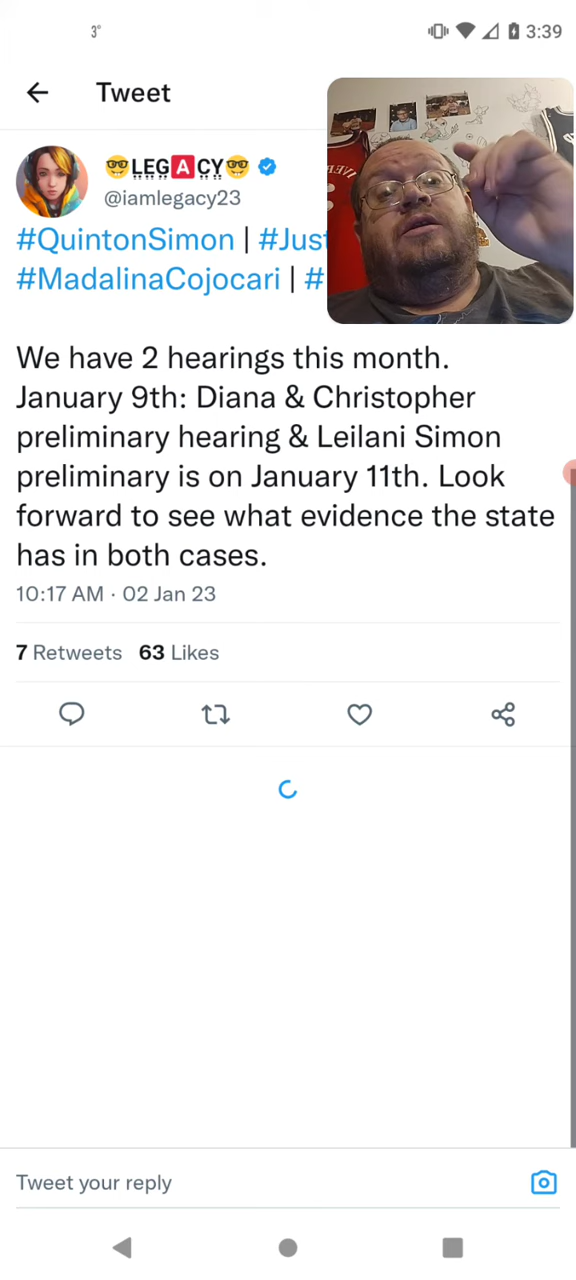 3°
3:39
Tweet
🤓LEGACY🤓
@iamlegacy23
#QuintonSimon | #Just
#MadalinaCojocari | #
We have 2 hearings this month.
January 9th: Diana & Christopher
preliminary hearing & Leilani Simon
preliminary is on January 11th. Look
forward to see what evidence the state
has in both cases.
10:17 AM · 02 Jan 23
7 Retweets 63 Likes
Tweet your reply